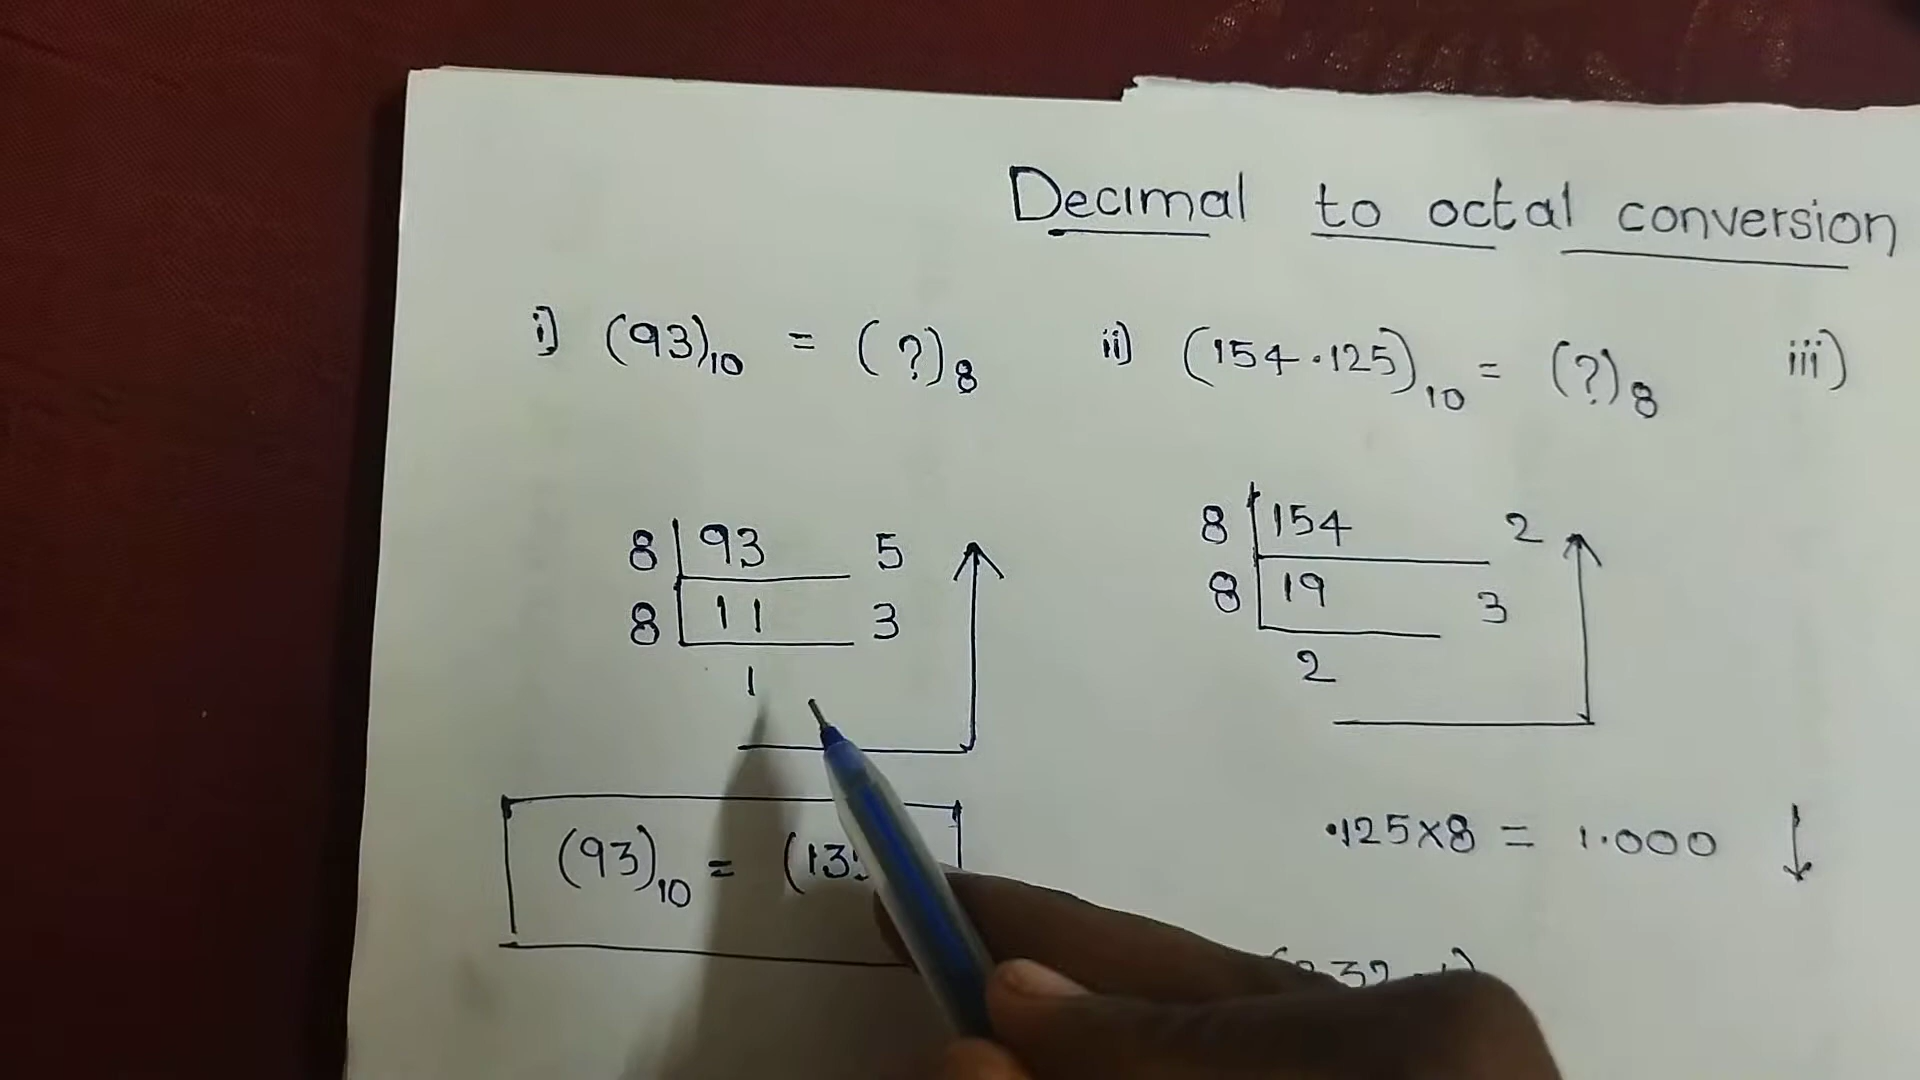 Decimal to octal conversion
i) (93)10 = (?)8
ii) (154.125)10 = (?)8
iii)
8 93 5
8 11 3
1
8 154 2
8 19 3
2
.125x8 = 1.000
(93)10 = (13